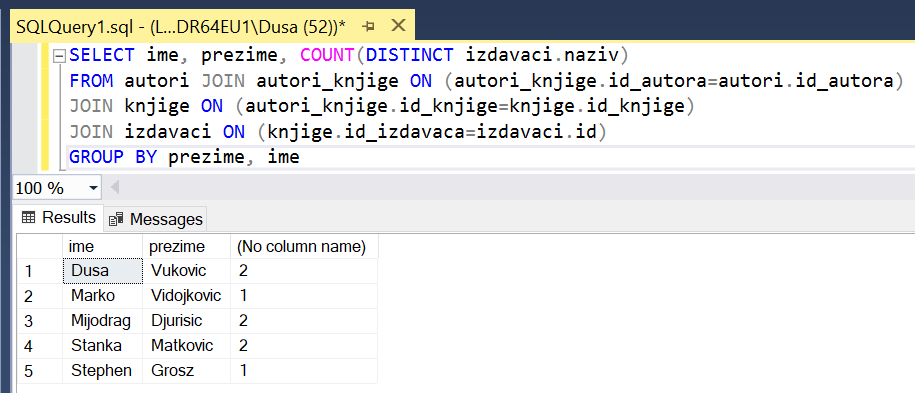 SQLQuery1.sql - (L...DR64EU1\Dusa (52))*
SELECT ime, prezime, COUNT(DISTINCT izdavaci.naziv)
FROM autori JOIN autori_knjige ON (autori_knjige.id_autora=autori.id_autora)
JOIN knjige ON (autori_knjige.id_knjige=knjige.id_knjige)
JOIN izdavaci ON (knjige.id_izdavaca=izdavaci.id)
GROUP BY prezime, ime
100 %
Results Messages
ime prezime (No column name)
1 Dusa Vukovic 2
2 Marko Vidojkovic 1
3 Mijodrag Djurisic 2
4 Stanka Matkovic 2
5 Stephen Grosz 1